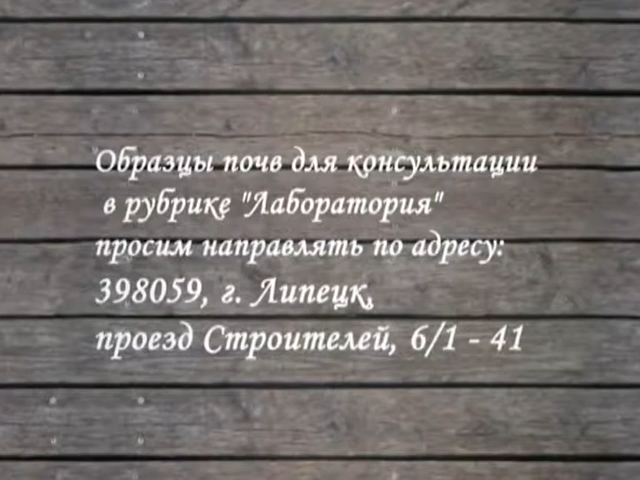 Образцы почв для консультации
в рубрике "Лаборатория"
просим направлять по адресу:
398059, г. Липецк,
проезд Строителей, 6/1 - 41